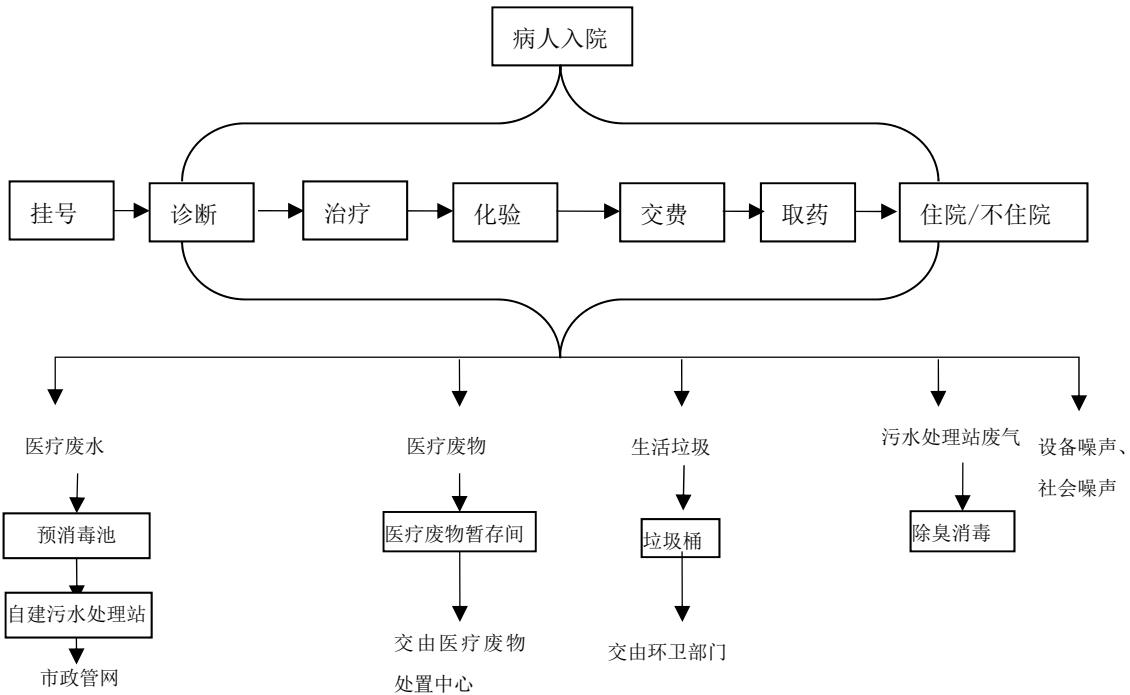 病人入院
挂号
诊断
治疗
化验
交费
取药
住院/不住院
医疗废水
医疗废物
生活垃圾
污水处理站废气
设备噪声、
社会噪声
预消毒池
医疗废物暂存间
垃圾桶
除臭消毒
自建污水处理站
市政管网
交由医疗废物
处置中心
交由环卫部门